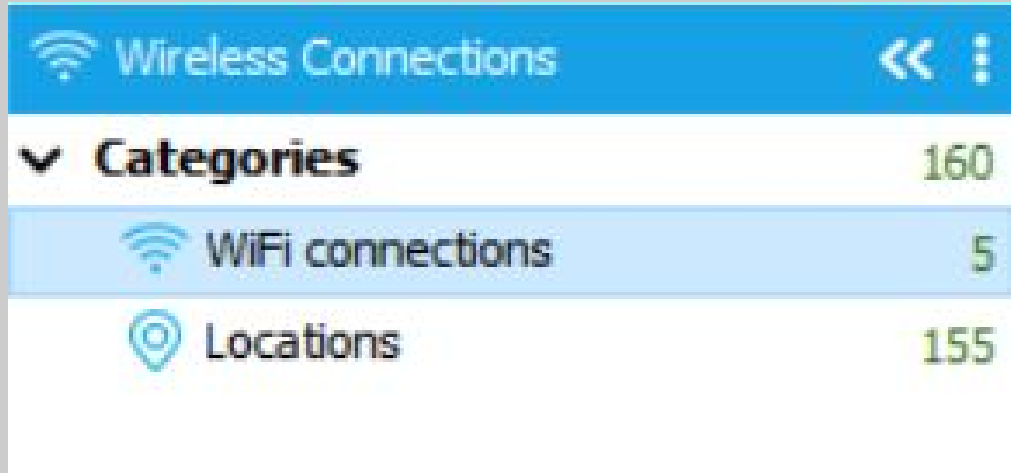 Wireless Connections
Categories 160
WiFi connections 5
Locations 155